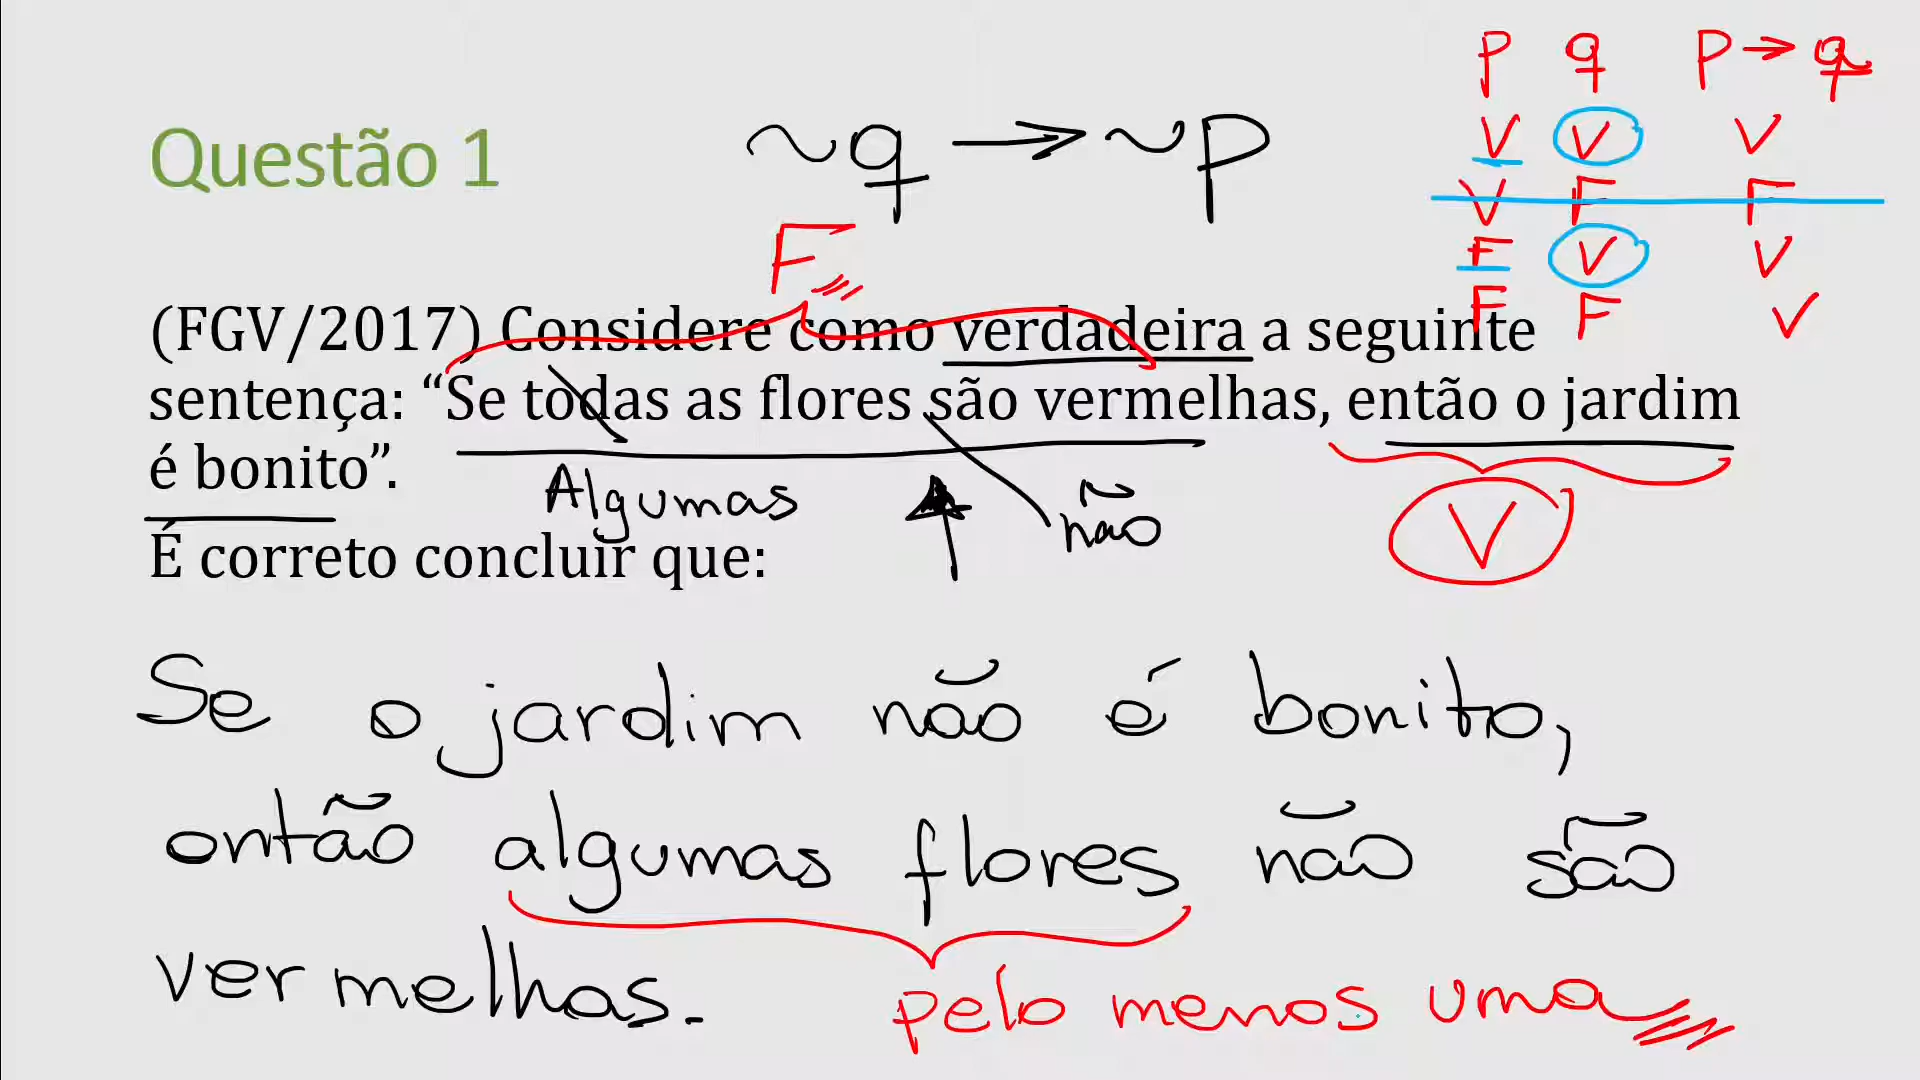 p q p → q
Questão 1
~q → ~p
V V V
V F F
F V V
F F V
F
(FGV/2017) Considere como verdadeira a seguinte
sentença: “Se todas as flores são vermelhas, então o jardim
é bonito”.
Algumas não V
É correto concluir que:
Se o jardim não é bonito,
então algumas flores não são
vermelhas.
pelo menos uma